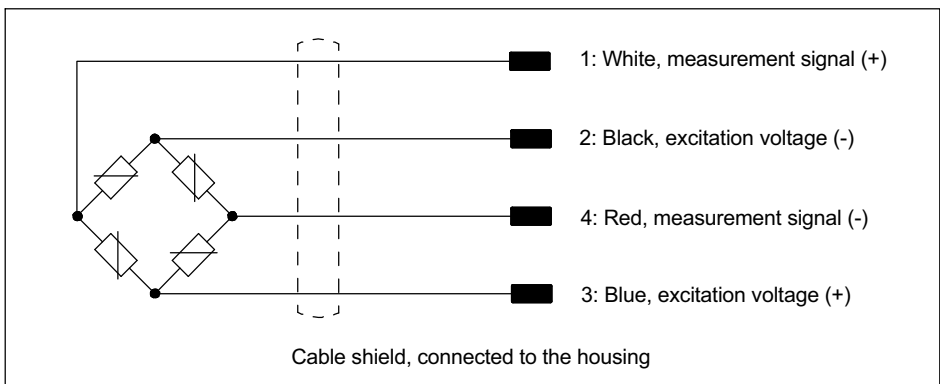 1: White, measurement signal (+)
2: Black, excitation voltage (-)
4: Red, measurement signal (-)
3: Blue, excitation voltage (+)
Cable shield, connected to the housing